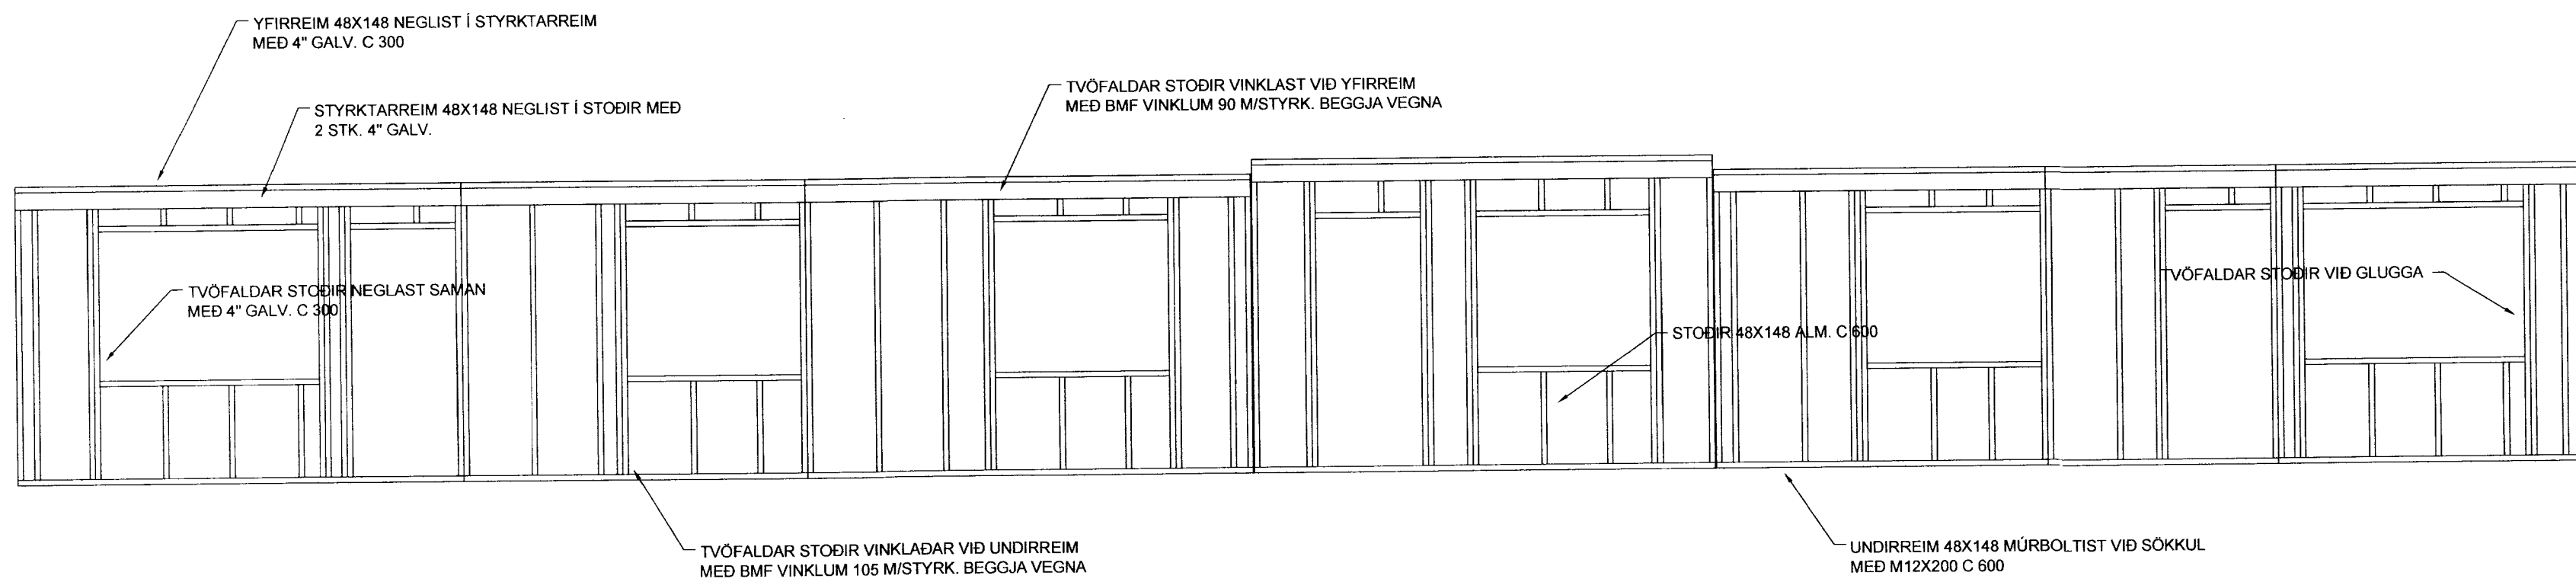 YFIRREIM 48X148 NEGLIST Í STYRKTARREIM
MEÐ 4" GALV. C 300
STYRKTARREIM 48X148 NEGLIST Í STOÐIR MEÐ
2 STK. 4" GALV.
TVÖFALDAR STOÐIR VINKLAST VIÐ YFIRREIM
MEÐ BMF VINKLUM 90 M/STYRK. BEGGJA VEGNA
TVÖFALDAR STOÐIR NEGLAST SAMAN
MEÐ 4" GALV. C 300
TVÖFALDAR STOÐIR VIÐ GLUGGA
STOÐIR 48X148 ALM. C 600
TVÖFALDAR STOÐIR VINKLAÐAR VIÐ UNDIRREIM
MEÐ BMF VINKLUM 105 M/STYRK. BEGGJA VEGNA
UNDIRREIM 48X148 MÚRBOLTIST VIÐ SÖKKUL
MEÐ M12X200 C 600